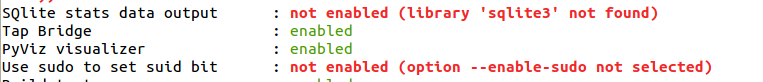 SQlite stats data output      : not enabled (library 'sqlite3' not found)
Tap Bridge                    : enabled
PyViz visualizer              : enabled
Use sudo to set suid bit      : not enabled (option --enable-sudo not selected)